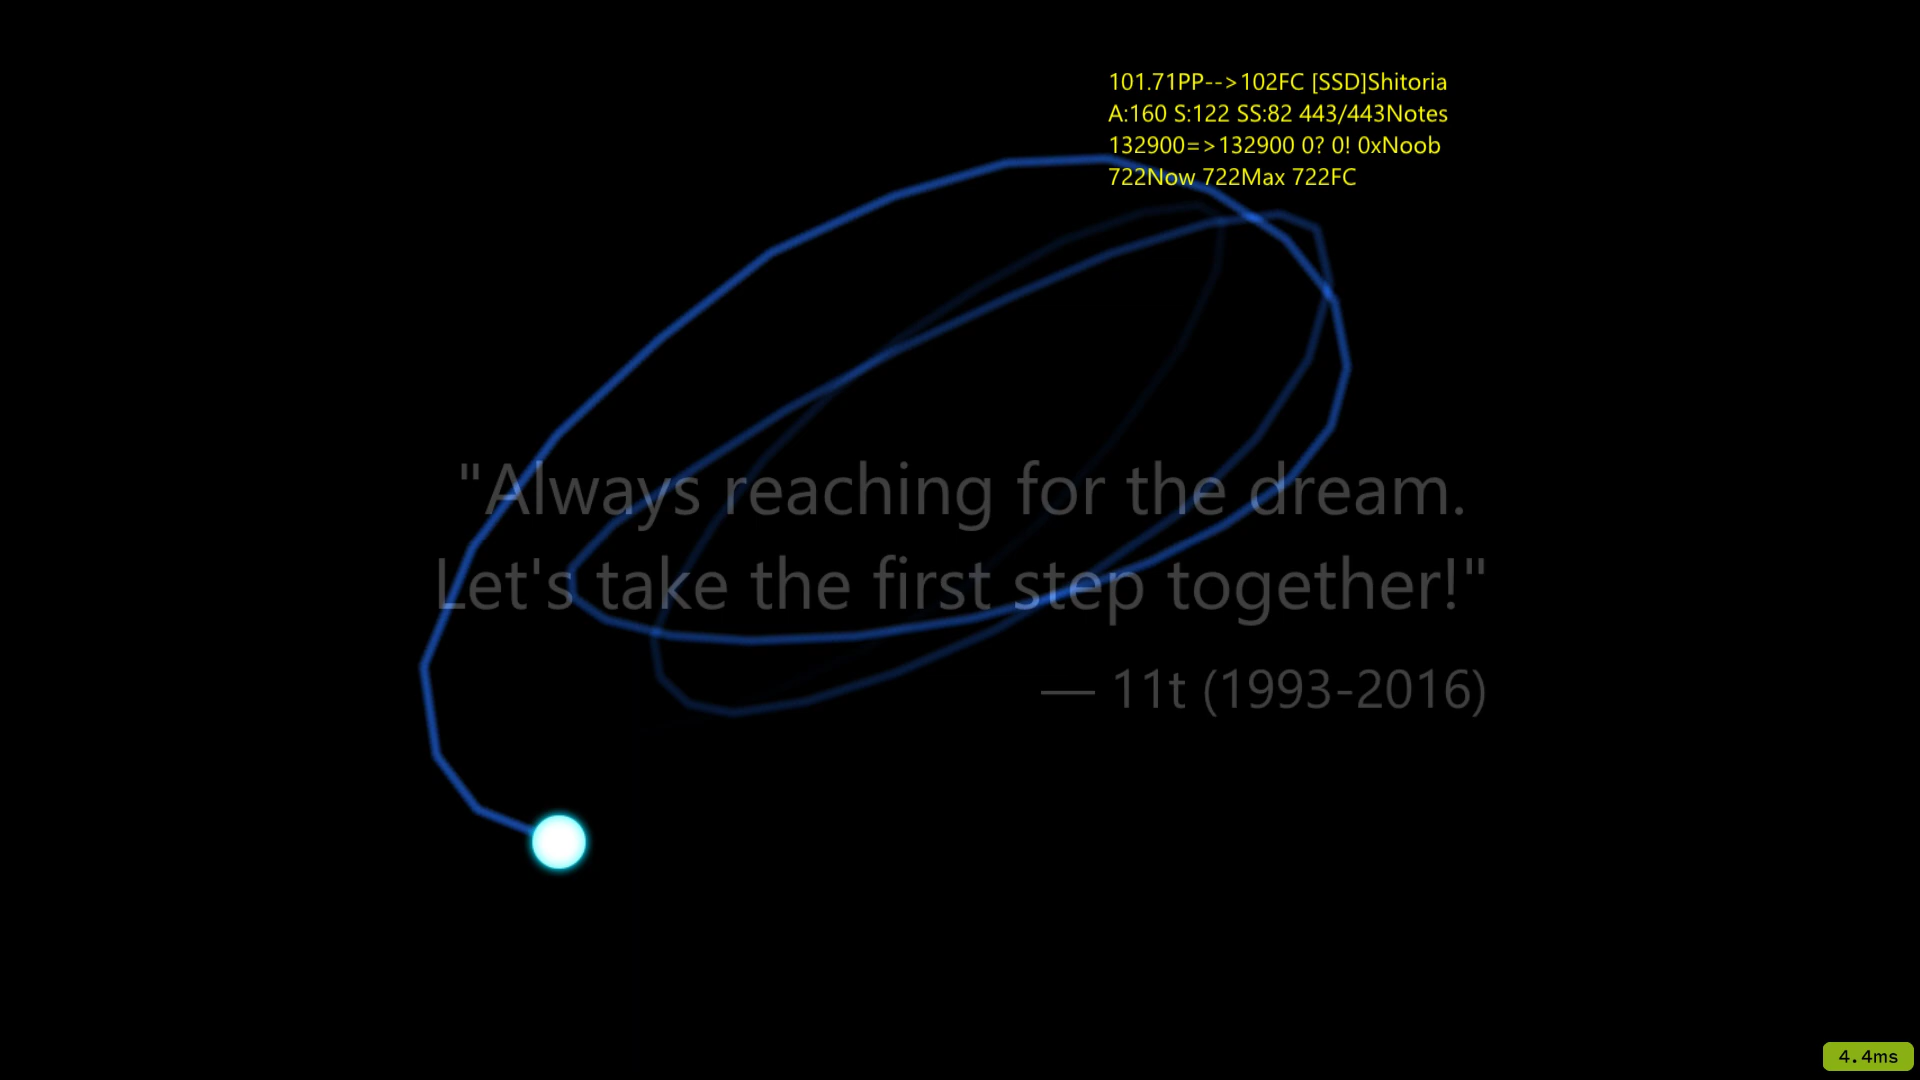 101.71PP-->102FC [SSD]Shitoria
A:160 S:122 SS:82 443/443Notes
132900=>132900 0? 0! 0xNoob
722Now 722Max 722FC
"Always reaching for the dream.
Let's take the first step together!"
— 11t (1993-2016)
4.4ms